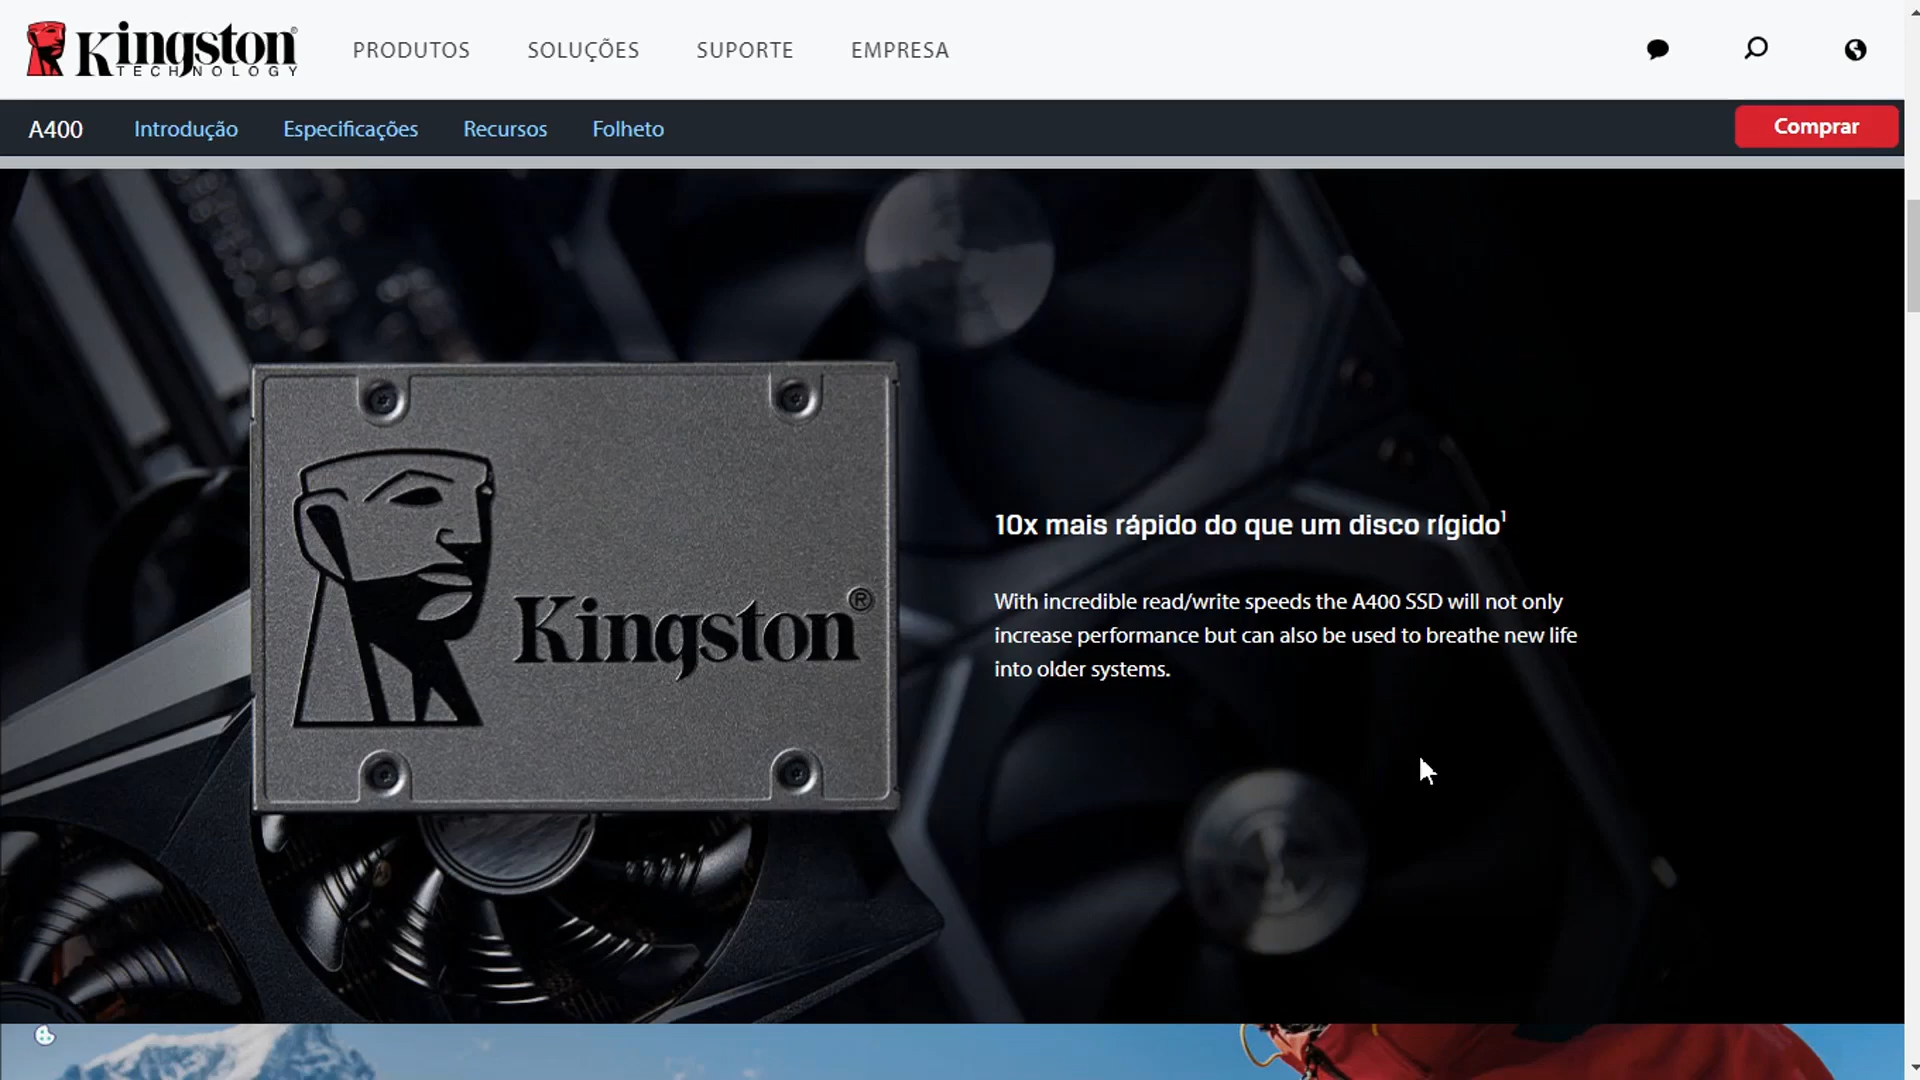 Kingston®
TECHNOLOGY
PRODUTOS
SOLUÇÕES
SUPORTE
EMPRESA
A400
Introdução
Especificações
Recursos
Folheto
Comprar
Kingston®
10x mais rápido do que um disco rígido¹
With incredible read/write speeds the A400 SSD will not only
increase performance but can also be used to breathe new life
into older systems.